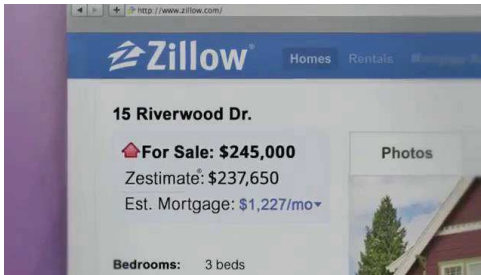 http://www.zillow.com/
Zillow®
Homes Rentals
15 Riverwood Dr.
For Sale: $245,000
Zestimate®: $237,650
Est. Mortgage: $1,227/mo
Photos
Bedrooms: 3 beds